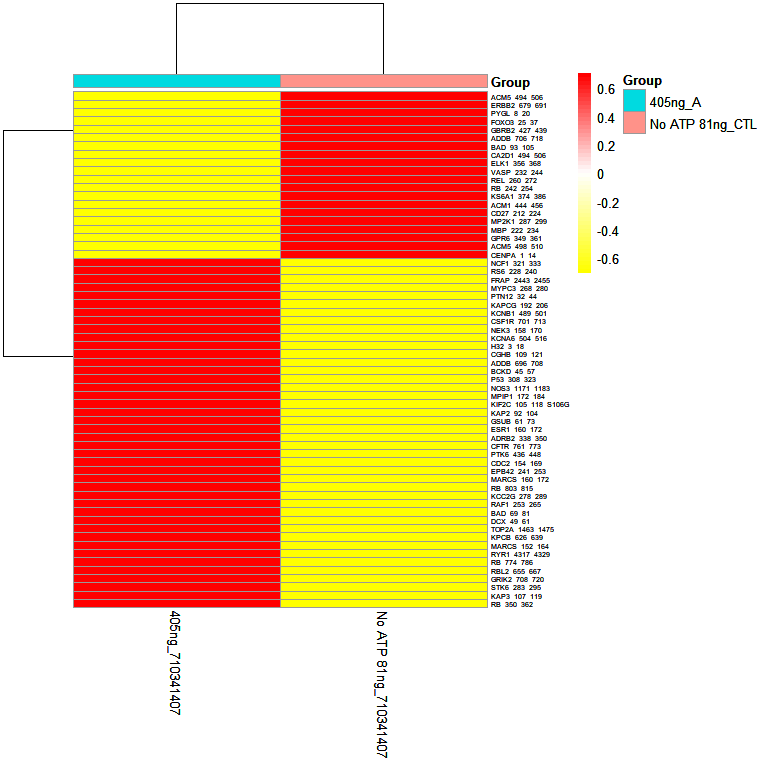 Group
ACM5 494 506
ERBB2 679 691
PYGL 8 20
FOXO3 25 37
GBRB2 427 439
ADDB 706 718
BAD 93 105
CA2D1 494 506
ELK1 356 368
VASP 232 244
REL 260 272
RB 242 254
KS6A1 374 386
ACM1 444 456
CD27 212 224
MP2K1 287 299
MBP 222 234
GPR6 349 361
ACM5 498 510
CENPA 1 14
NCF1 321 333
RS6 228 240
FRAP 2443 2455
MYPC3 268 280
PTN12 32 44
KAPCG 192 206
KCNB1 489 501
CSF1R 701 713
NEK3 158 170
KCNA6 504 516
H32 3 18
CGHB 109 121
ADDB 696 708
BCKD 45 57
P53 308 323
NOS3 1171 1183
MPIP1 172 184
KIF2C 105 118 S106G
KAP2 92 104
GSUB 61 73
ESR1 160 172
ADRB2 338 350
CFTR 761 773
PTK6 436 448
CDC2 154 169
EPB42 241 253
MARCS 160 172
RB 803 815
KCC2G 278 289
RAF1 253 265
BAD 69 81
DCX 49 61
TOP2A 1463 1475
KPCB 626 639
MARCS 152 164
RYR1 4317 4329
RB 774 786
RBL2 655 667
GRIK2 708 720
STK6 283 295
KAP3 107 119
RB 350 362
0.6
0.4
0.2
0
-0.2
-0.4
-0.6
Group
405ng_A
No ATP 81ng_CTL
405ng_710341407
No ATP 81ng_710341407